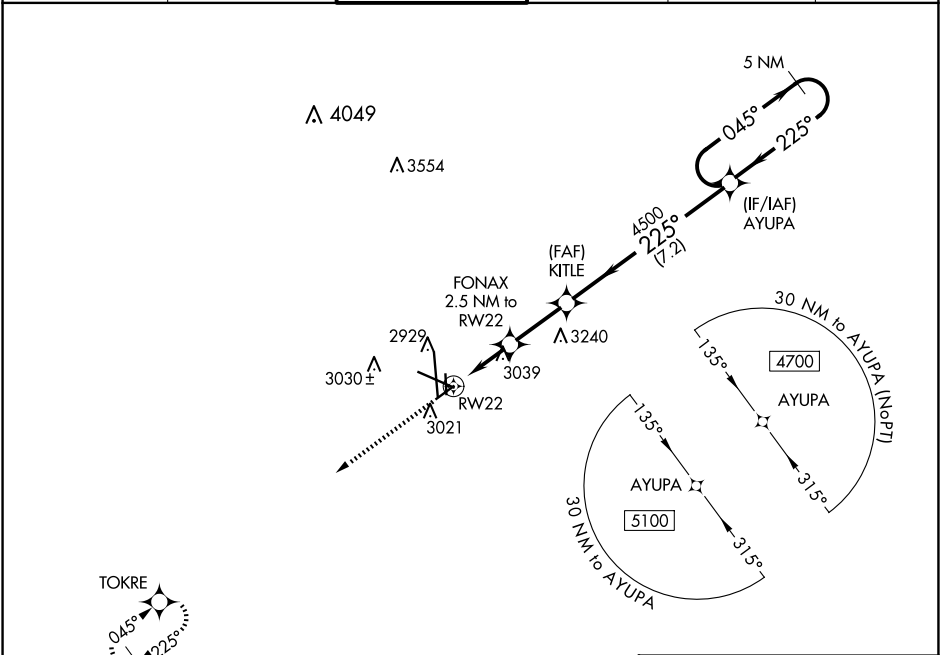 5 NM
045°
225°
4049
3554
(IF/IAF)
AYUPA
4500
225°
(7.2)
(FAF)
KITLE
FONAX
2.5 NM to
RW22
2929
3240
3039
3030±
RW22
3021
30 NM to AYUPA (NoPT)
135°
4700
AYUPA
315°
135°
AYUPA
5100
315°
30 NM to AYUPA
TOKRE
045°
225°